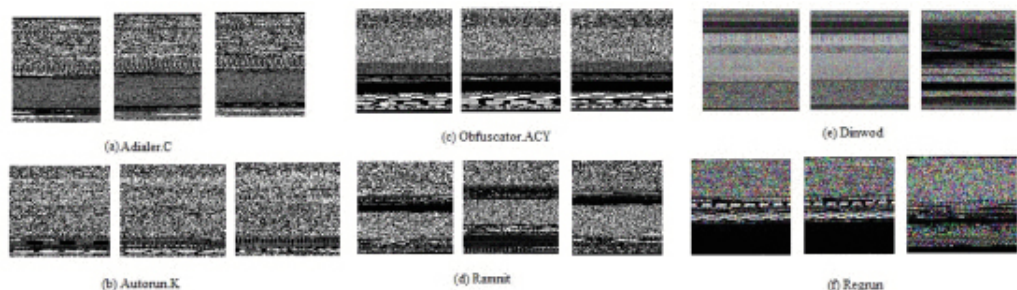 (a) Adialer.C
(c) Obfuscator.ACY
(e) Dinwod
(b) Autorun.K
(d) Ramnit
(f) Regrun